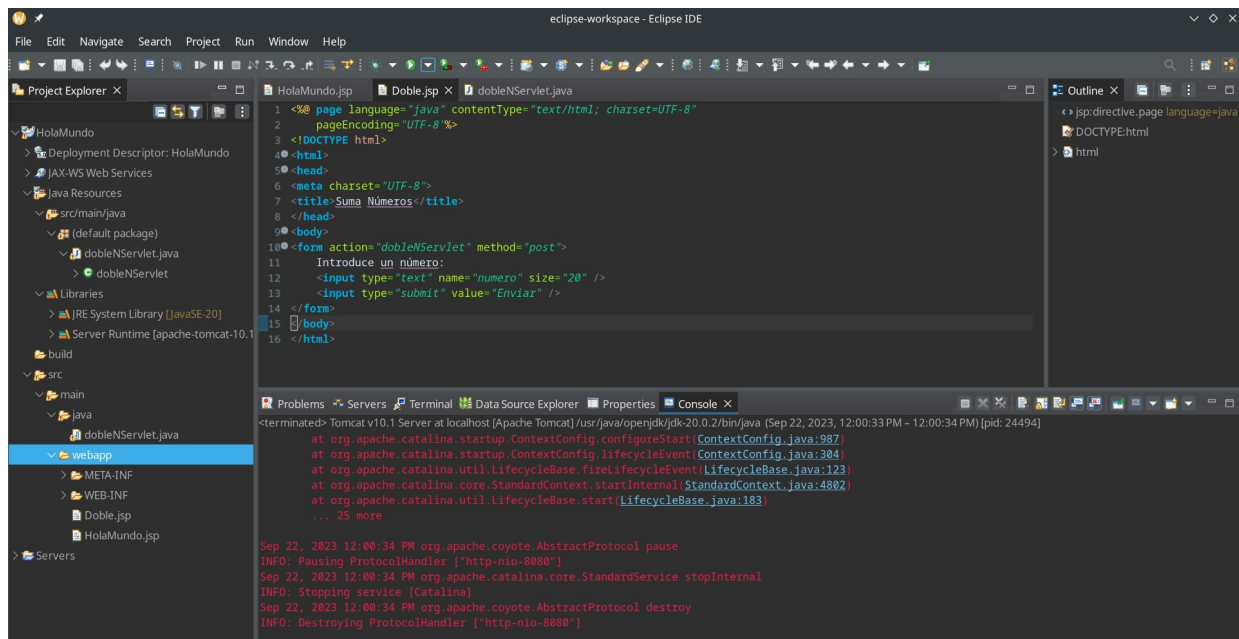 eclipse-workspace - Eclipse IDE
File Edit Navigate Search Project Run Window Help
Project Explorer
HolaMundo
Deployment Descriptor: HolaMundo
JAX-WS Web Services
Java Resources
src/main/java
(default package)
dobleNServlet.java
dobleNServlet
Libraries
JRE System Library [JavaSE-20]
Server Runtime [apache-tomcat-10.1
build
src
main
java
dobleNServlet.java
webapp
META-INF
WEB-INF
Doble.jsp
HolaMundo.jsp
Servers
HolaMundo.jsp Doble.jsp dobleNServlet.java
1 <%@ page language="java" contentType="text/html; charset=UTF-8"
2 pageEncoding="UTF-8"%>
3 <!DOCTYPE html>
4 <html>
5 <head>
6 <meta charset="UTF-8">
7 <title>Suma Números</title>
8 </head>
9 <body>
10 <form action="dobleNServlet" method="post">
11 Introduce un número:
12 <input type="text" name="numero" size="20" />
13 <input type="submit" value="Enviar" />
14 </form>
15 </body>
16 </html>
Outline
jsp:directive.page language=java
DOCTYPE:html
html
Problems Servers Terminal Data Source Explorer Properties Console
<terminated> Tomcat v10.1 Server at localhost [Apache Tomcat] /usr/java/openjdk/jdk-20.0.2/bin/java (Sep 22, 2023, 12:00:33 PM – 12:00:34 PM) [pid: 24494]
at org.apache.catalina.startup.ContextConfig.configureStart(ContextConfig.java:987)
at org.apache.catalina.startup.ContextConfig.lifecycleEvent(ContextConfig.java:304)
at org.apache.catalina.util.LifecycleBase.fireLifecycleEvent(LifecycleBase.java:123)
at org.apache.catalina.core.StandardContext.startInternal(StandardContext.java:4802)
at org.apache.catalina.util.LifecycleBase.start(LifecycleBase.java:183)
... 25 more
Sep 22, 2023 12:00:34 PM org.apache.coyote.AbstractProtocol pause
INFO: Pausing ProtocolHandler ["http-nio-8080"]
Sep 22, 2023 12:00:34 PM org.apache.catalina.core.StandardService stopInternal
INFO: Stopping service [Catalina]
Sep 22, 2023 12:00:34 PM org.apache.coyote.AbstractProtocol destroy
INFO: Destroying ProtocolHandler ["http-nio-8080"]